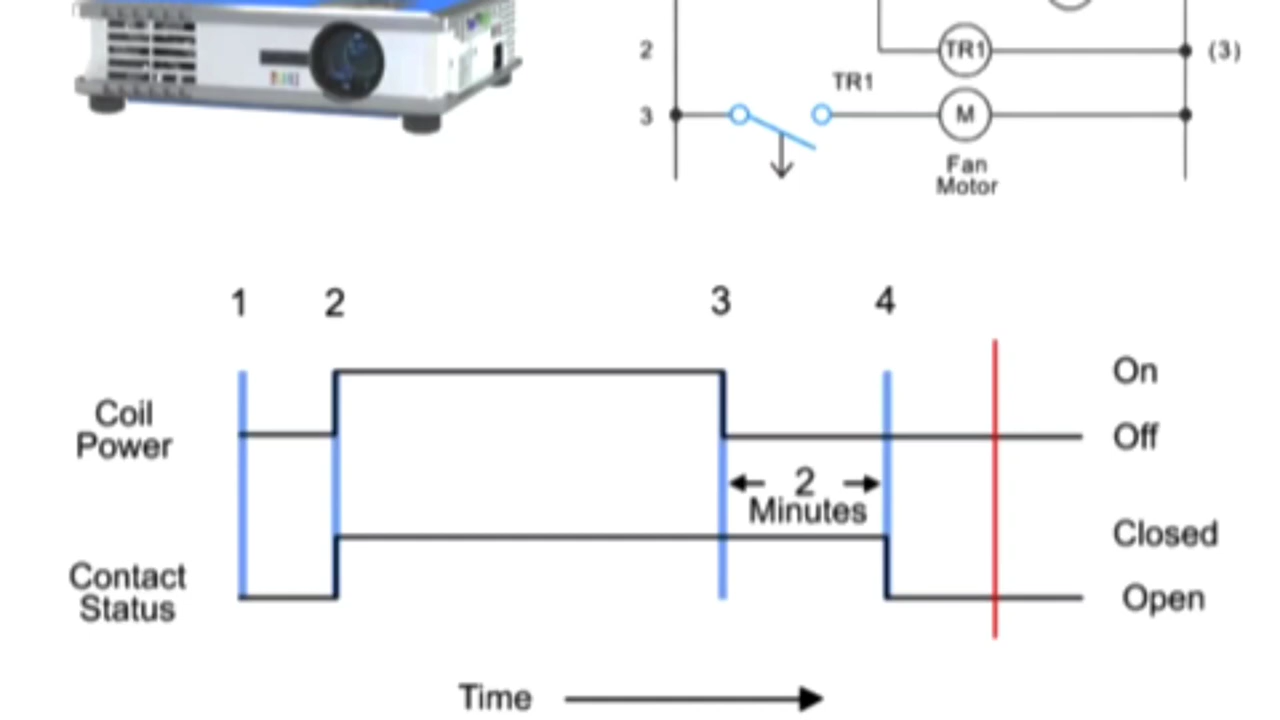 2
TR1
(3)
TR1
3
M
Fan
Motor
1 2 3 4
On
Coil
Power
Off
2
Minutes
Closed
Contact
Status
Open
Time